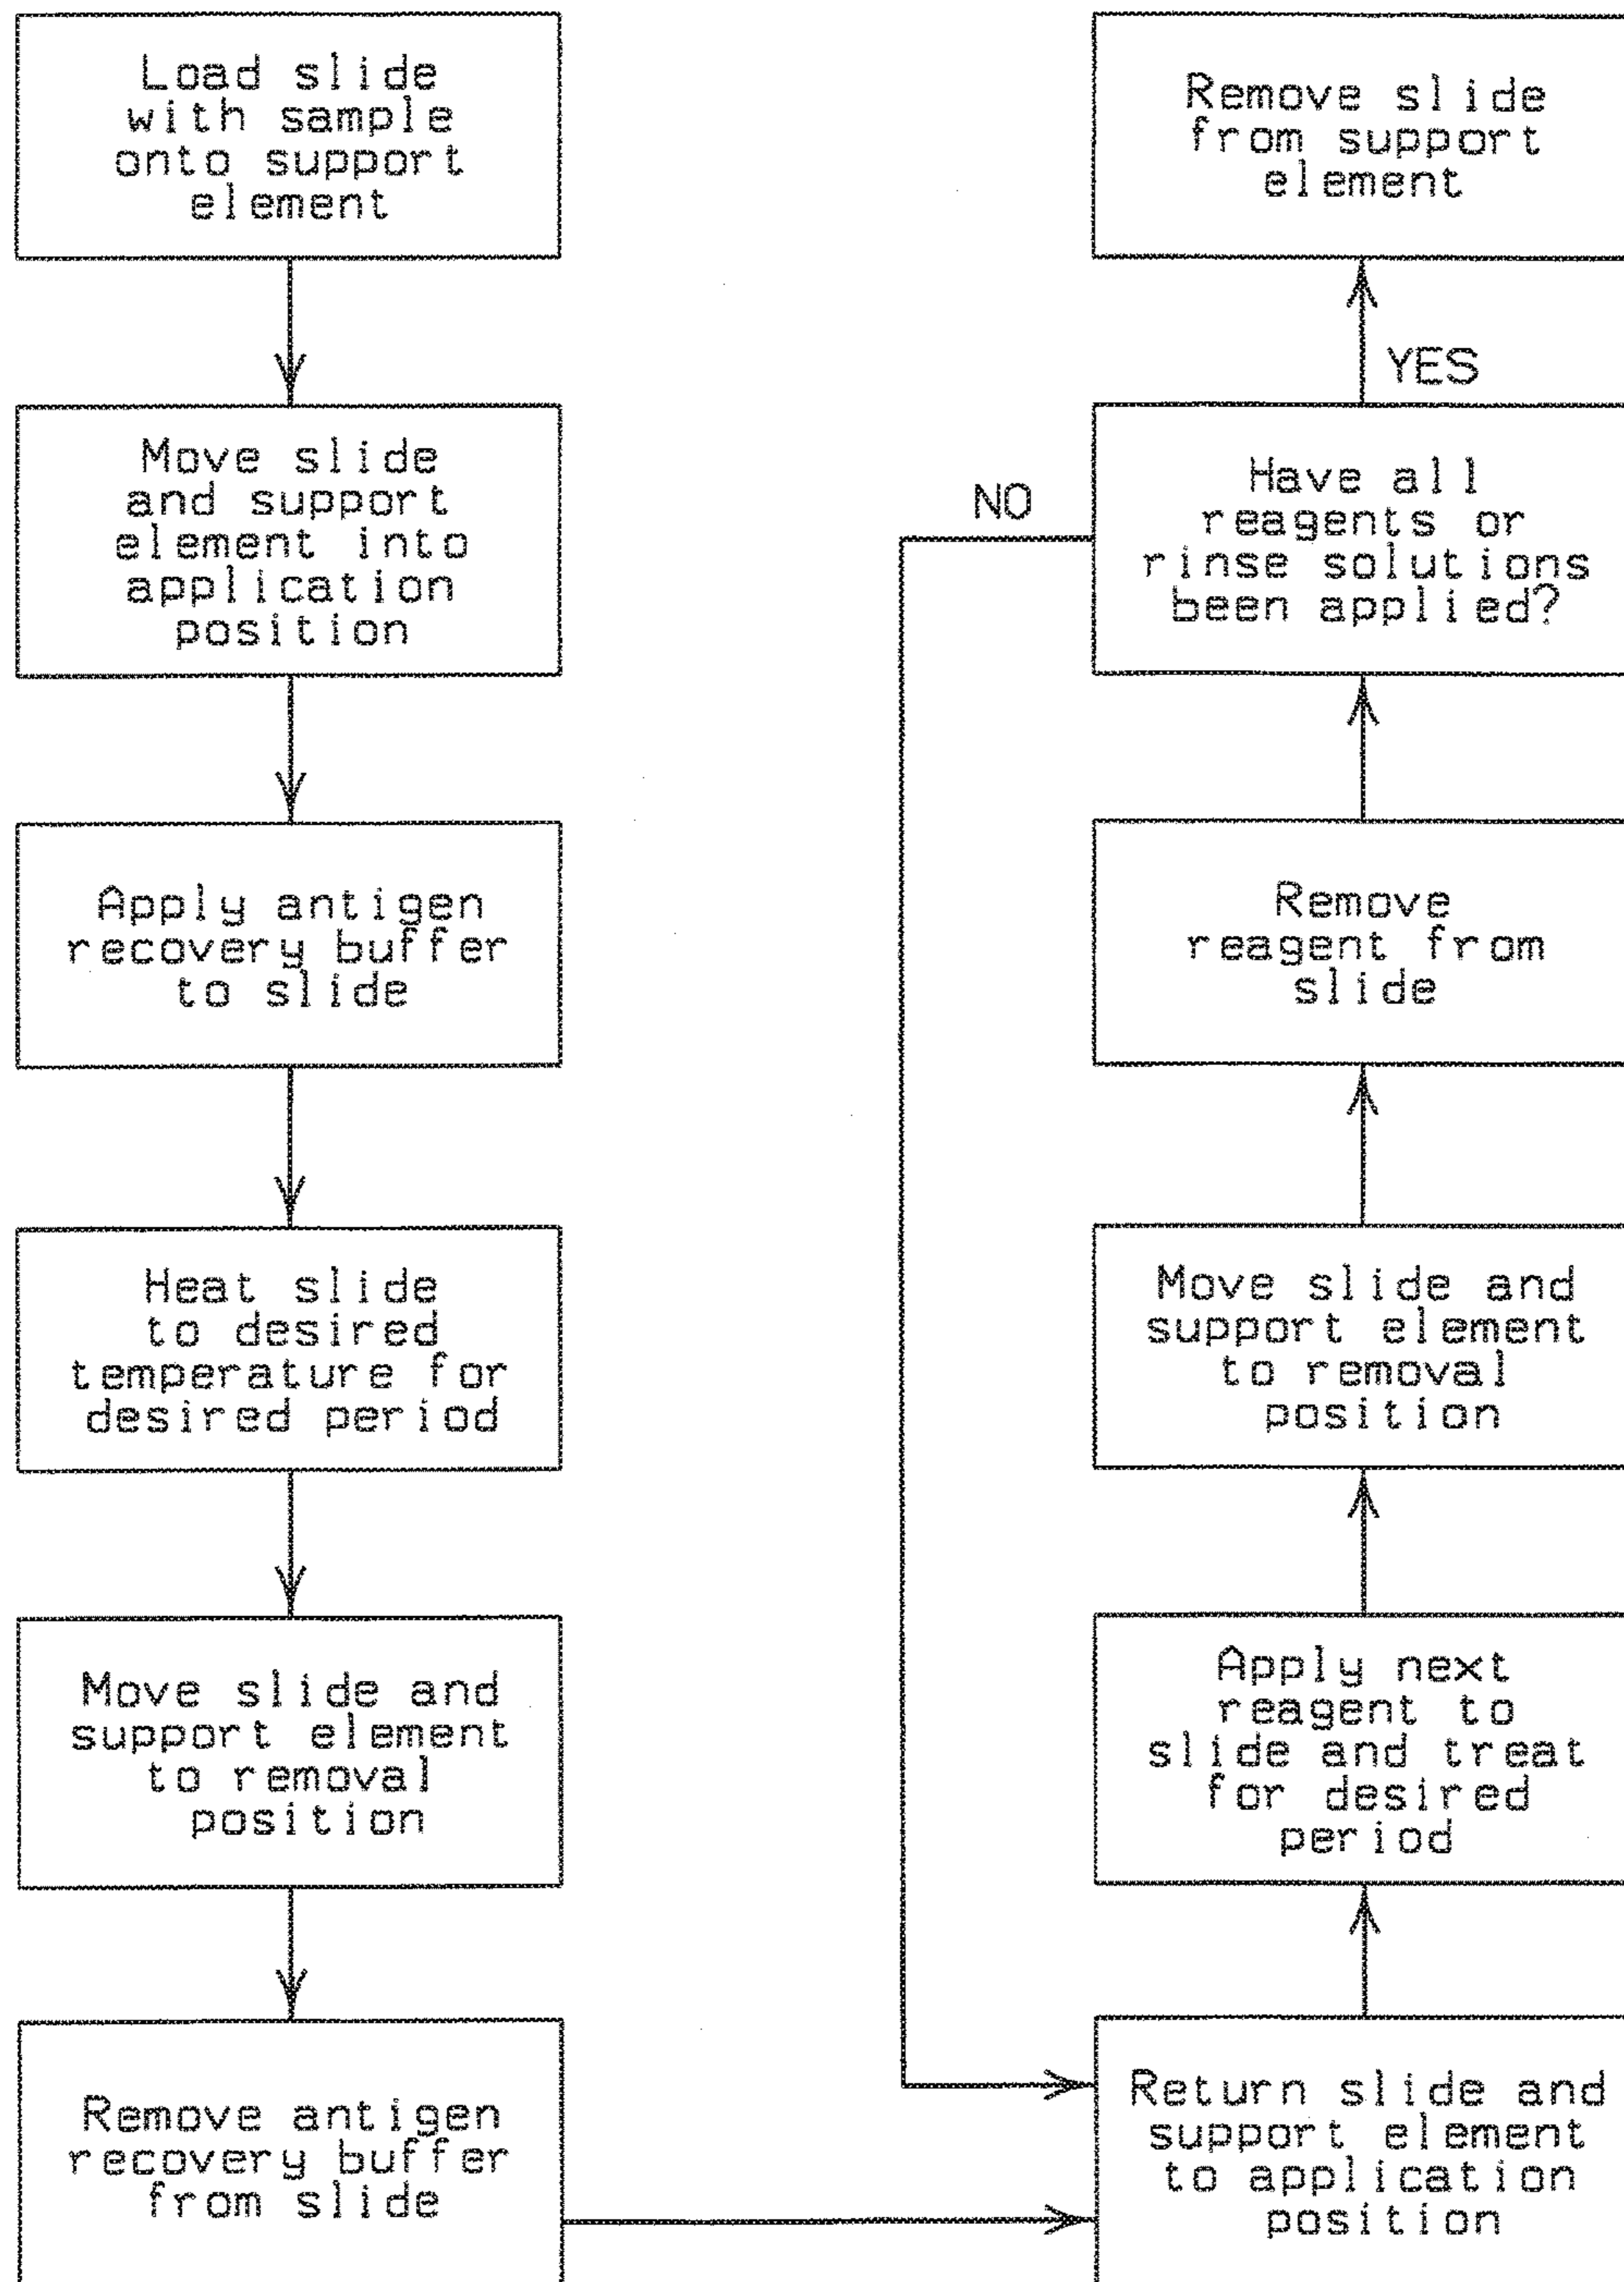 Load slide
with sample
onto support
element
Move slide
and support
element into
application
position
Apply antigen
recovery buffer
to slide
Heat slide
to desired
temperature for
desired period
Move slide and
support element
to removal
position
Remove antigen
recovery buffer
from slide
Return slide and
support element
to application
position
Apply next
reagent to
slide and treat
for desired
period
Move slide and
support element
to removal
position
Remove
reagent from
slide
Have all
reagents or
rinse solutions
been applied?
NO
YES
Remove slide
from support
element